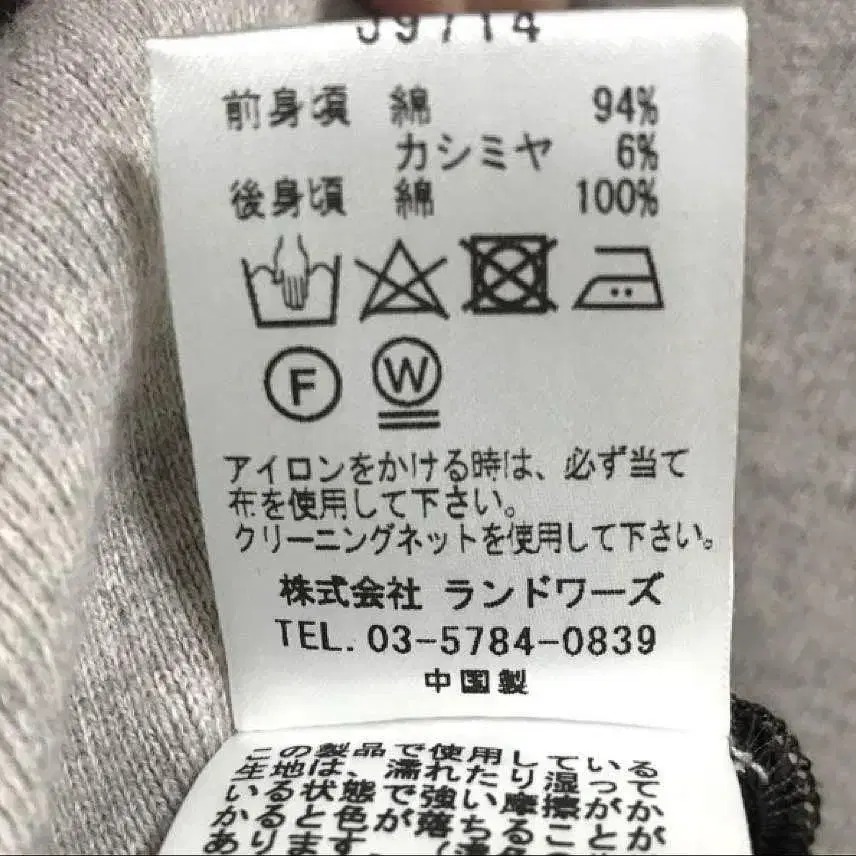 前身頃 綿 94%
カシミヤ 6%
後身頃 綿 100%
F W
アイロンをかける時は、必ず当て
布を使用して下さい。
クリーニングネットを使用して下さい。
株式会社 ランドワーズ
TEL. 03-5784-0839
中国製
この製品で使用している
生地は、濡れたり湿って
いる状態で強い摩擦がか
かると色が落ちることが
あります。